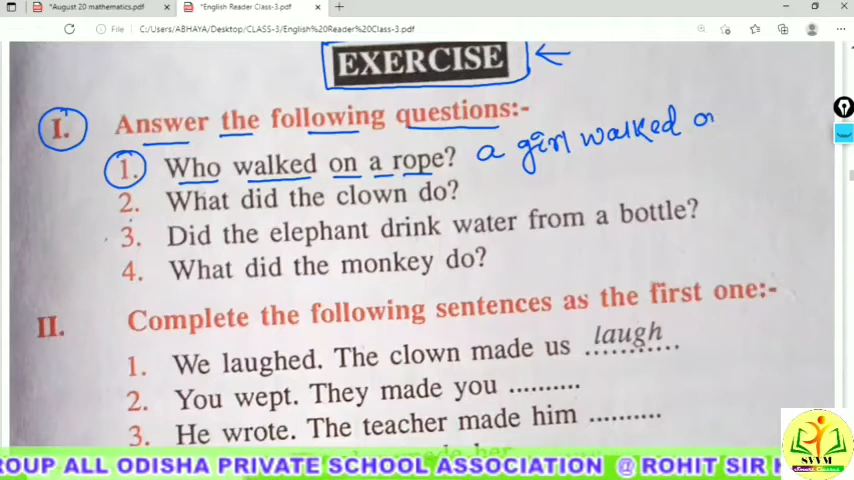 *August 20 mathematics.pdf
*English Reader Class-3.pdf
File | C:/Users/ABHAYA/Desktop/CLASS-3/English%20Reader%20Class-3.pdf
EXERCISE
I. Answer the following questions:-
1. Who walked on a rope? a girl walked o
2. What did the clown do?
3. Did the elephant drink water from a bottle?
4. What did the monkey do?
II. Complete the following sentences as the first one:-
1. We laughed. The clown made us laugh
2. You wept. They made you ..........
3. He wrote. The teacher made him ..........
ROUP ALL ODISHA PRIVATE SCHOOL ASSOCIATION @ ROHIT SIR
SVVM